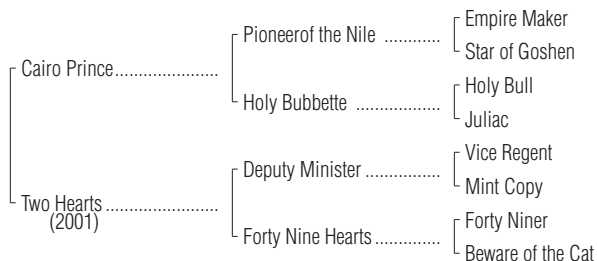 Empire Maker
Pioneerof the Nile ............
Star of Goshen
Cairo Prince......................
Holy Bull
Holy Bubbette ..................
Juliac
Vice Regent
Deputy Minister ................
Mint Copy
Two Hearts ........................
(2001)
Forty Niner
Forty Nine Hearts..............
Beware of the Cat